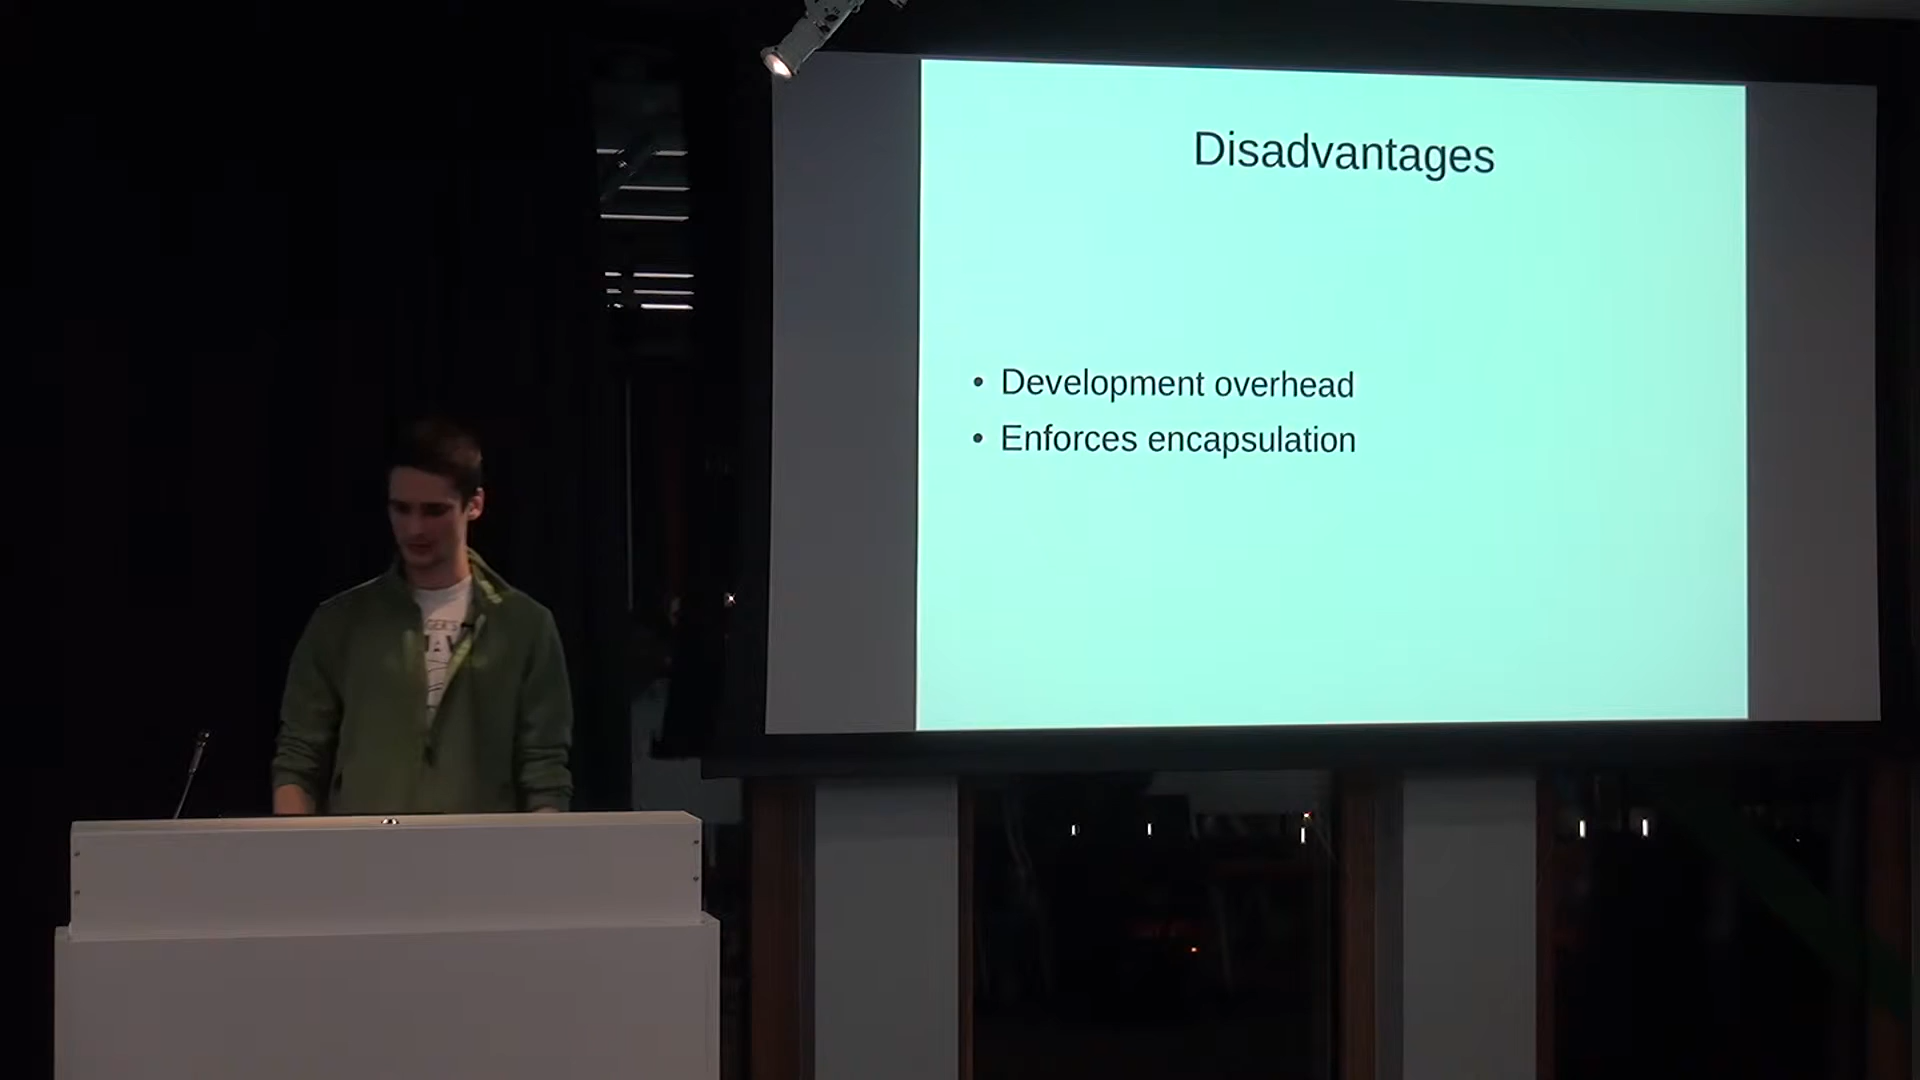 Disadvantages
• Development overhead
• Enforces encapsulation